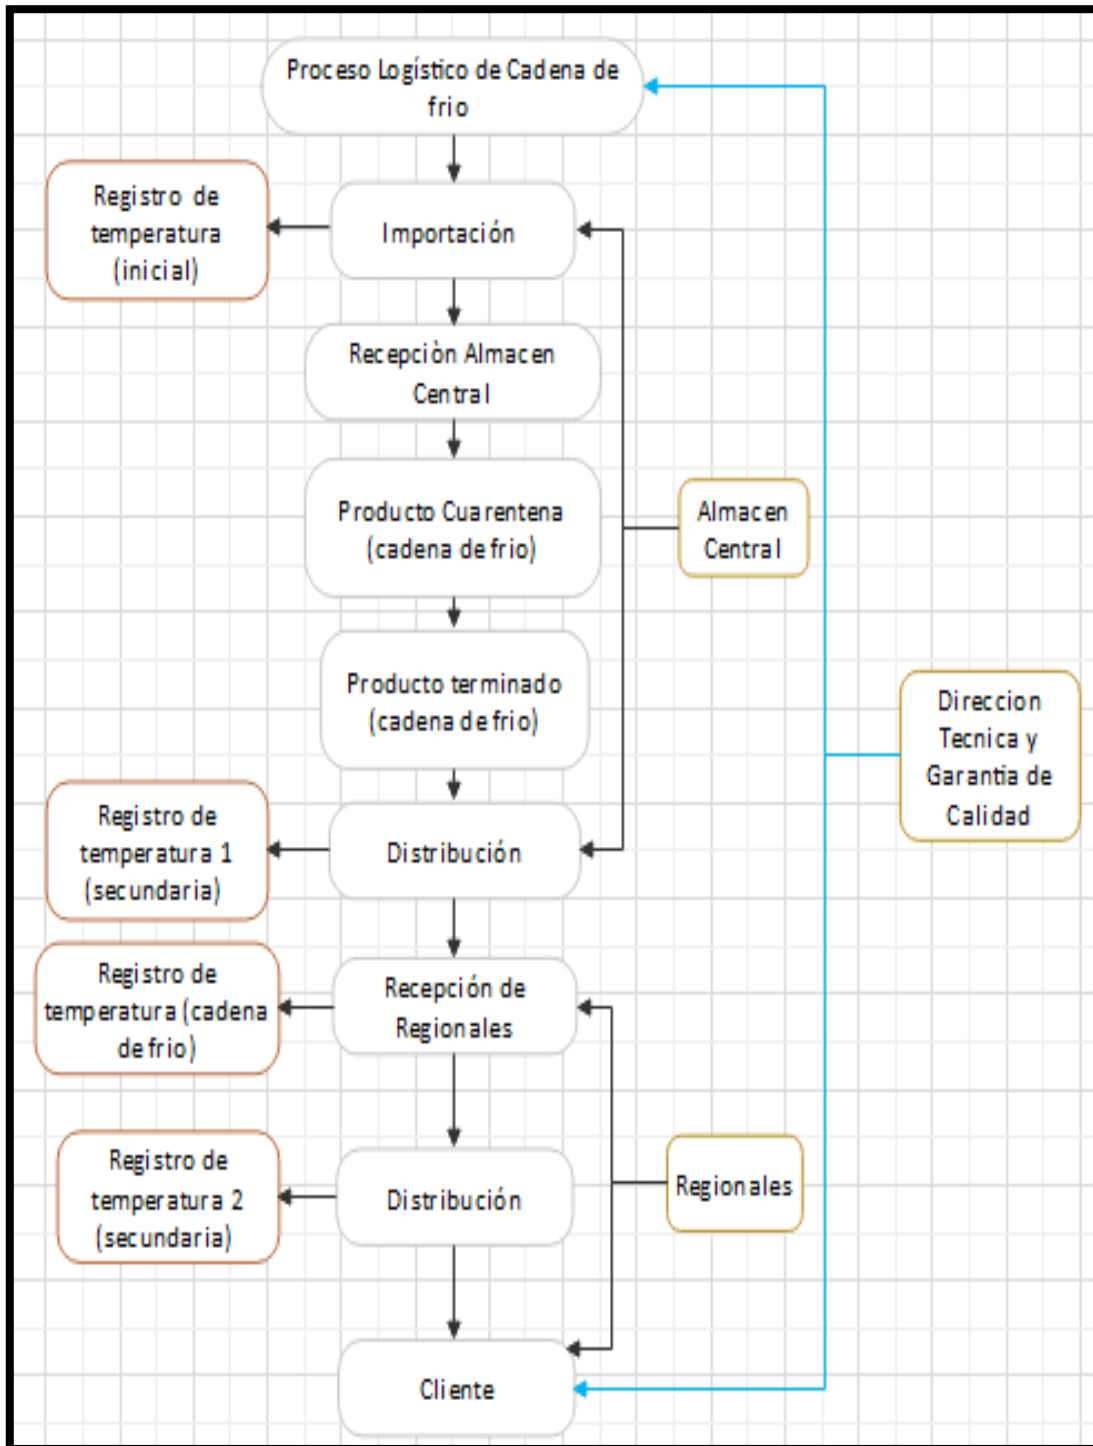 Proceso Logístico de Cadena de
frio
Registro de
temperatura
(inicial)
Importación
Recepciòn Almacen
Central
Producto Cuarentena
(cadena de frio)
Almacen
Central
Producto terminado
(cadena de frio)
Direccion
Tecnica y
Garantia de
Calidad
Registro de
temperatura 1
(secundaria)
Distribución
Registro de
temperatura (cadena
de frio)
Recepción de
Regionales
Registro de
temperatura 2
(secundaria)
Distribución
Regionales
Cliente